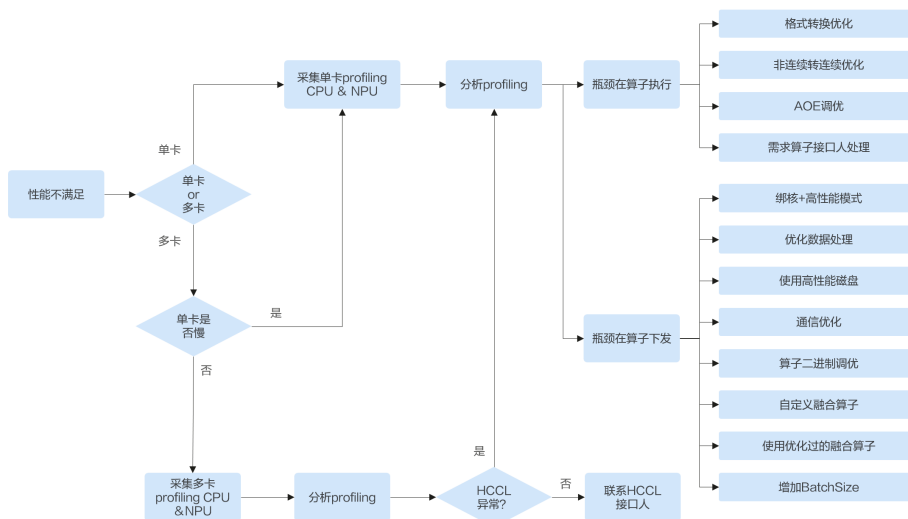 性能不满足
单卡
or
多卡
单卡
多卡
单卡是
否慢
是
否
采集单卡profiling
CPU & NPU
分析profiling
瓶颈在算子执行
格式转换优化
非连续转连续优化
AOE调优
需求算子接口人处理
瓶颈在算子下发
绑核+高性能模式
优化数据处理
使用高性能磁盘
通信优化
算子二进制调优
自定义融合算子
使用优化过的融合算子
增加BatchSize
采集多卡
profiling CPU
&NPU
分析profiling
HCCL
异常?
是
否
联系HCCL
接口人